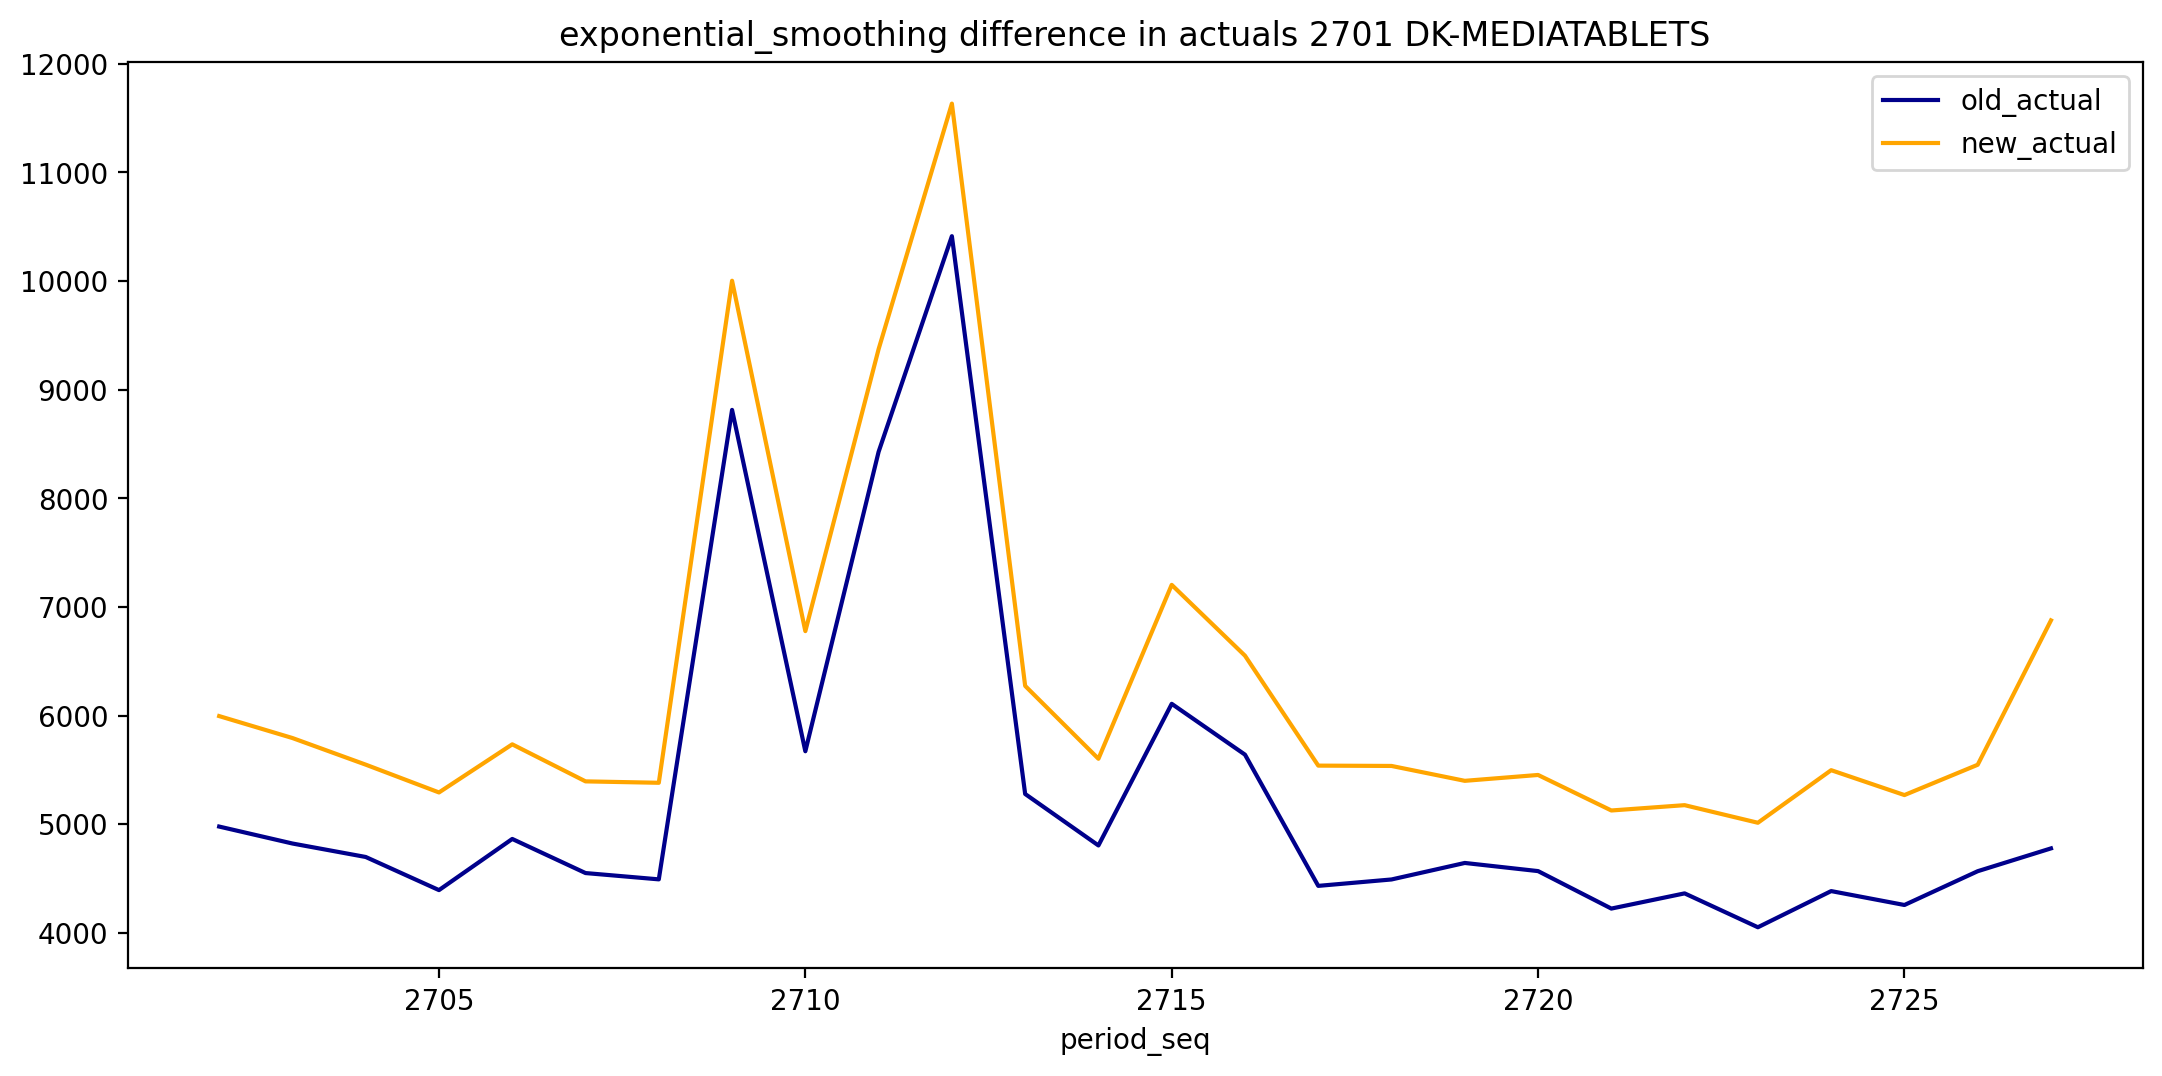 exponential_smoothing difference in actuals 2701 DK-MEDIATABLETS
12000
11000
10000
9000
8000
7000
6000
5000
4000
old_actual
new_actual
2705 2710 2715 2720 2725
period_seq